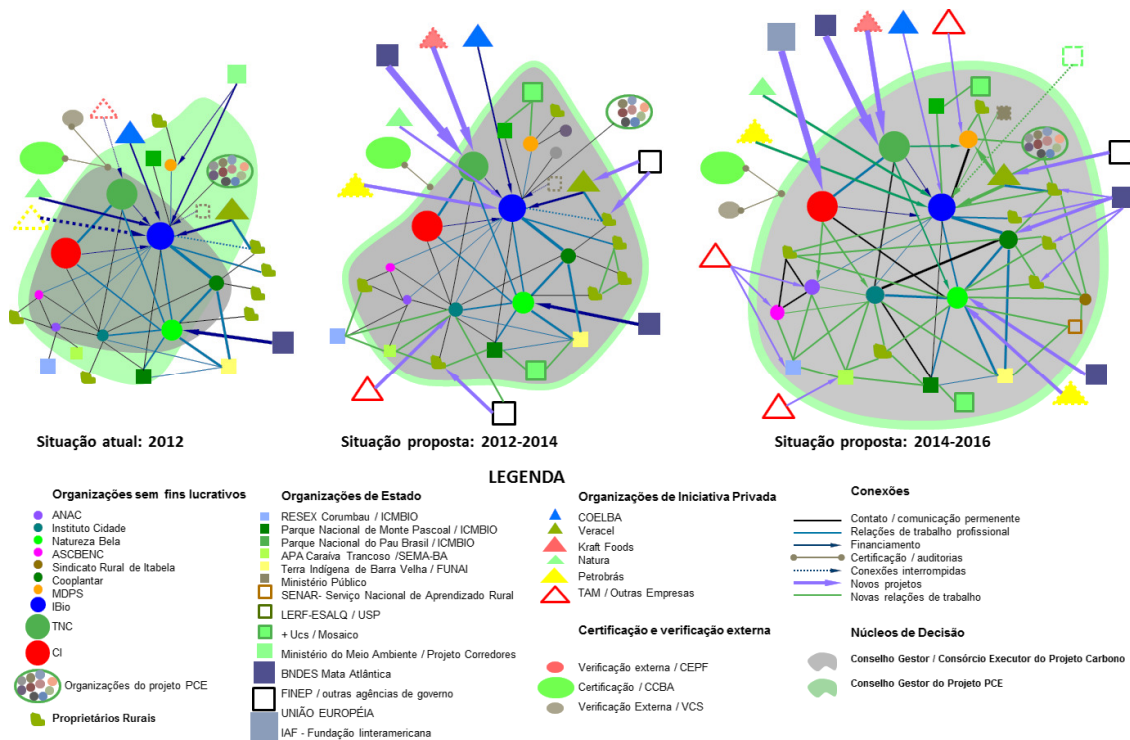 Situação atual: 2012
Situação proposta: 2012-2014
Situação proposta: 2014-2016
LEGENDA
Organizações sem fins lucrativos
ANAC
Instituto Cidade
Natureza Bela
ASCBENC
Sindicato Rural de Itabela
Cooplantar
MDPS
IBio
TNC
CI
Organizações do projeto PCE
Proprietários Rurais
Organizações de Estado
RESEX Corumbau / ICMBIO
Parque Nacional de Monte Pascoal / ICMBIO
Parque Nacional do Pau Brasil / ICMBIO
APA Caraíva Trancoso /SEMA-BA
Terra Indígena de Barra Velha / FUNAI
Ministério Público
SENAR- Serviço Nacional de Aprendizado Rural
LERF-ESALQ / USP
+ Ucs / Mosaico
Ministério do Meio Ambiente / Projeto Corredores
BNDES Mata Atlântica
FINEP / outras agências de governo
UNIÃO EUROPÉIA
IAF - Fundação Iinteramericana
Organizações de Iniciativa Privada
COELBA
Veracel
Kraft Foods
Natura
Petrobrás
TAM / Outras Empresas
Certificação e verificação externa
Verificação externa / CEPF
Certificação / CCBA
Verificação Externa / VCS
Conexões
Contato / comunicação permenente
Relações de trabalho profissional
Financiamento
Certificação / auditorias
Conexões interrompidas
Novos projetos
Novas relações de trabalho
Núcleos de Decisão
Conselho Gestor / Consórcio Executor do Projeto Carbono
Conselho Gestor do Projeto PCE